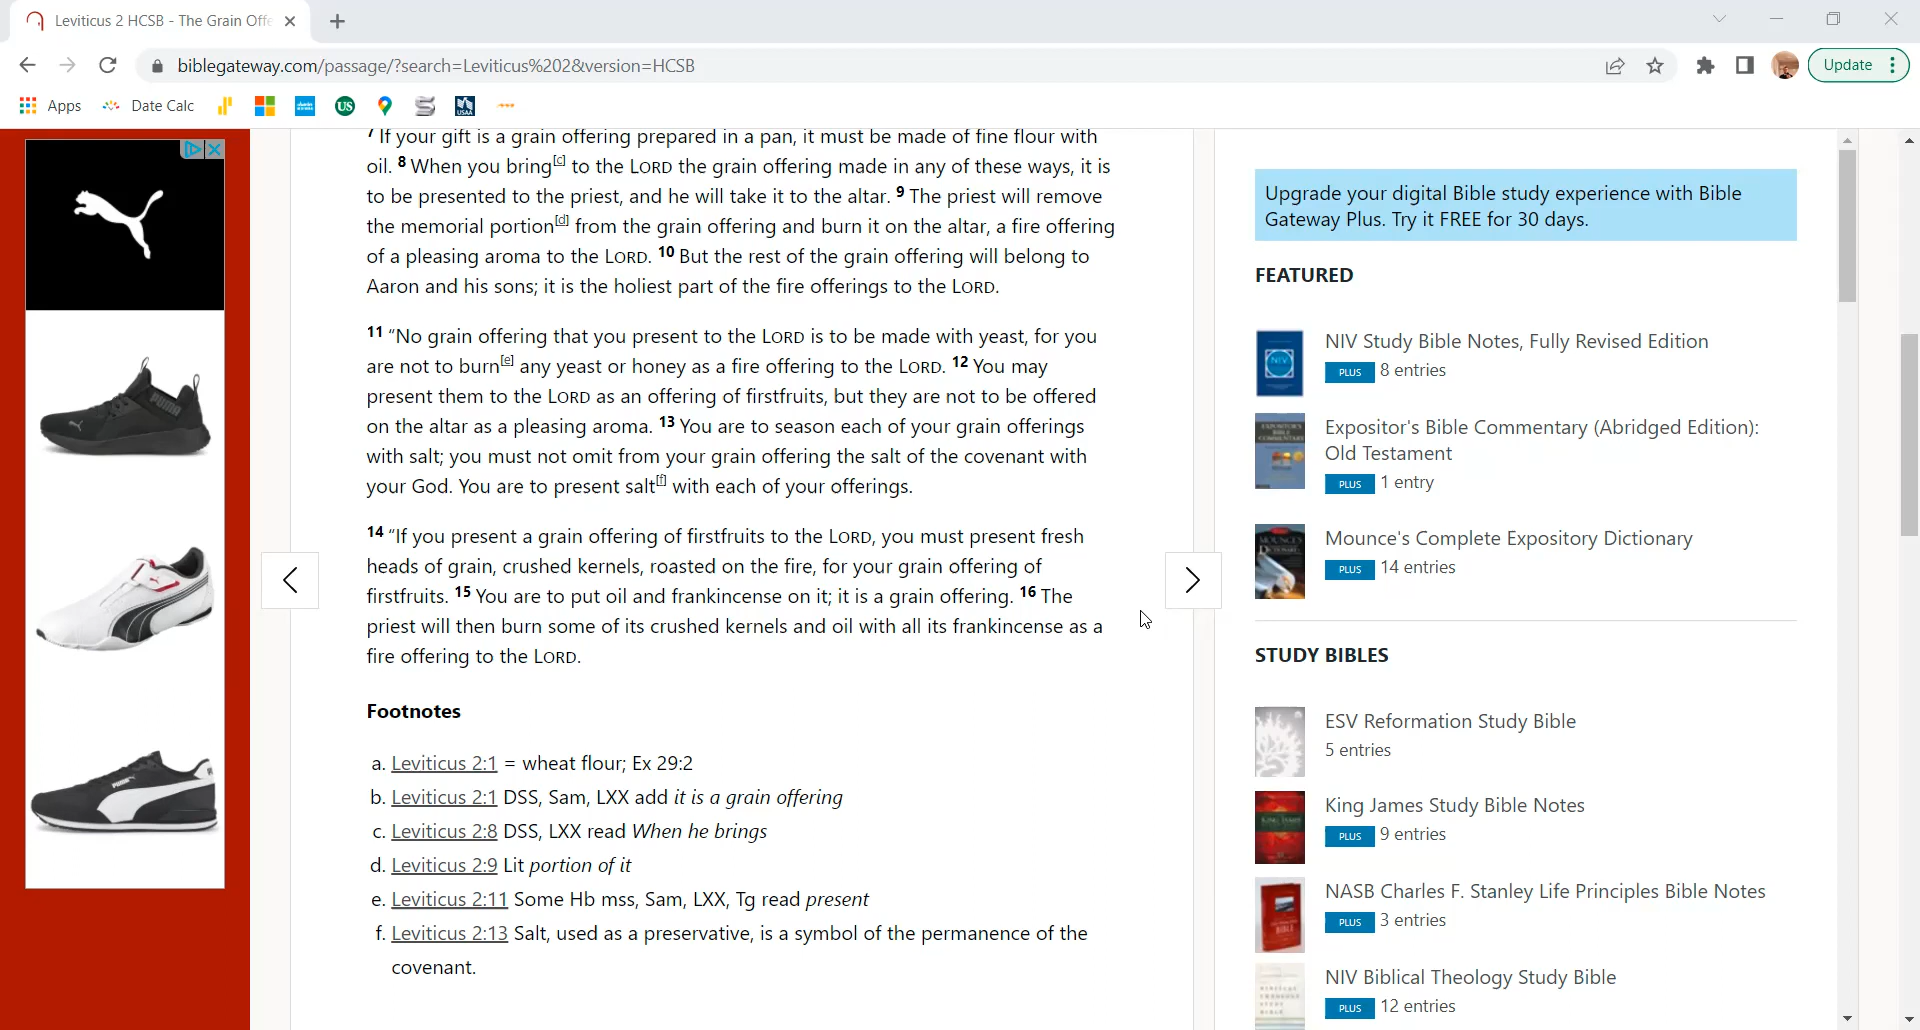 Leviticus 2 HCSB - The Grain Offe
biblegateway.com/passage/?search=Leviticus%202&version=HCSB
Update
Apps
Date Calc
US
USAA
7 If your gift is a grain offering prepared in a pan, it must be made of fine flour with
oil. 8 When you bring[c] to the LORD the grain offering made in any of these ways, it is
to be presented to the priest, and he will take it to the altar. 9 The priest will remove
the memorial portion[d] from the grain offering and burn it on the altar, a fire offering
of a pleasing aroma to the LORD. 10 But the rest of the grain offering will belong to
Aaron and his sons; it is the holiest part of the fire offerings to the LORD.
11 “No grain offering that you present to the LORD is to be made with yeast, for you
are not to burn[e] any yeast or honey as a fire offering to the LORD. 12 You may
present them to the LORD as an offering of firstfruits, but they are not to be offered
on the altar as a pleasing aroma. 13 You are to season each of your grain offerings
with salt; you must not omit from your grain offering the salt of the covenant with
your God. You are to present salt[f] with each of your offerings.
14 “If you present a grain offering of firstfruits to the LORD, you must present fresh
heads of grain, crushed kernels, roasted on the fire, for your grain offering of
firstfruits. 15 You are to put oil and frankincense on it; it is a grain offering. 16 The
priest will then burn some of its crushed kernels and oil with all its frankincense as a
fire offering to the LORD.
Footnotes
a. Leviticus 2:1 = wheat flour; Ex 29:2
b. Leviticus 2:1 DSS, Sam, LXX add it is a grain offering
c. Leviticus 2:8 DSS, LXX read When he brings
d. Leviticus 2:9 Lit portion of it
e. Leviticus 2:11 Some Hb mss, Sam, LXX, Tg read present
f. Leviticus 2:13 Salt, used as a preservative, is a symbol of the permanence of the
covenant.
Upgrade your digital Bible study experience with Bible
Gateway Plus. Try it FREE for 30 days.
FEATURED
NIV
NIV Study Bible Notes, Fully Revised Edition
PLUS 8 entries
Expositor's Bible Commentary (Abridged Edition):
Old Testament
PLUS 1 entry
Mounce's Complete Expository Dictionary
PLUS 14 entries
STUDY BIBLES
ESV Reformation Study Bible
5 entries
King James Study Bible Notes
PLUS 9 entries
NASB Charles F. Stanley Life Principles Bible Notes
PLUS 3 entries
NIV Biblical Theology Study Bible
PLUS 12 entries